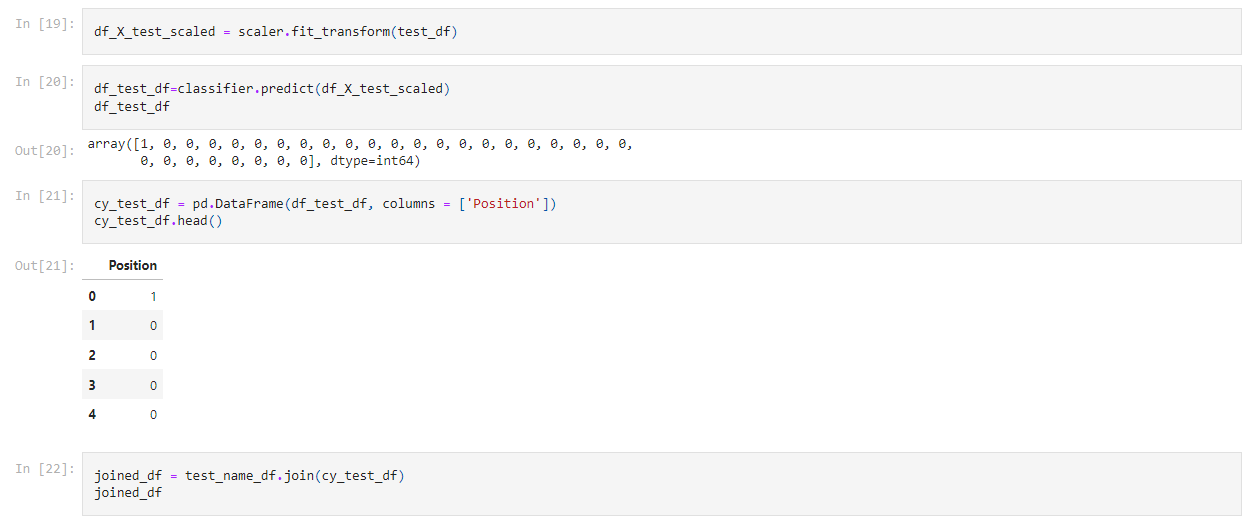 In [19]:
df_X_test_scaled = scaler.fit_transform(test_df)
In [20]:
df_test_df=classifier.predict(df_X_test_scaled)
df_test_df
Out[20]:
array([1, 0, 0, 0, 0, 0, 0, 0, 0, 0, 0, 0, 0, 0, 0, 0, 0, 0, 0, 0, 0, 0,
0, 0, 0, 0, 0, 0, 0, 0], dtype=int64)
In [21]:
cy_test_df = pd.DataFrame(df_test_df, columns = ['Position'])
cy_test_df.head()
Out[21]:
Position
0 1
1 0
2 0
3 0
4 0
In [22]:
joined_df = test_name_df.join(cy_test_df)
joined_df